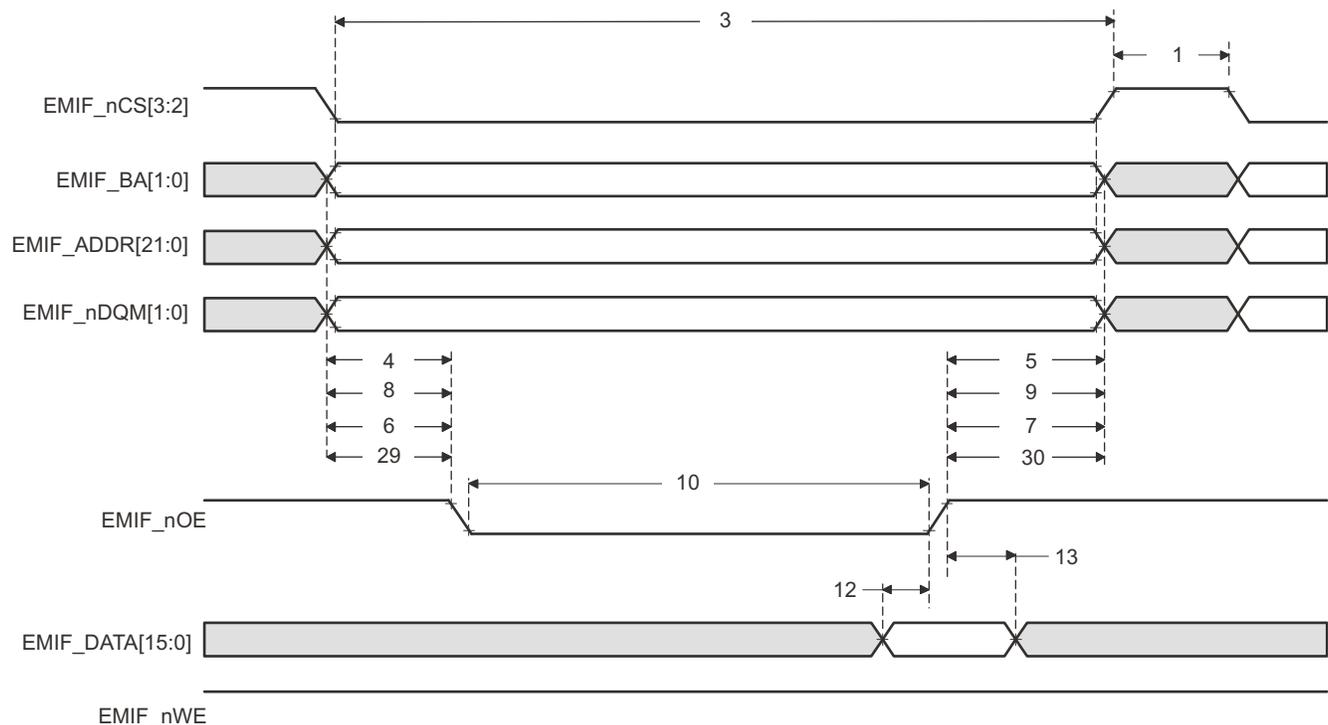 3
1
EMIF_nCS[3:2]
EMIF_BA[1:0]
EMIF_ADDR[21:0]
EMIF_nDQM[1:0]
4
5
8
9
6
7
29
30
10
EMIF_nOE
13
12
EMIF_DATA[15:0]
EMIF_nWE